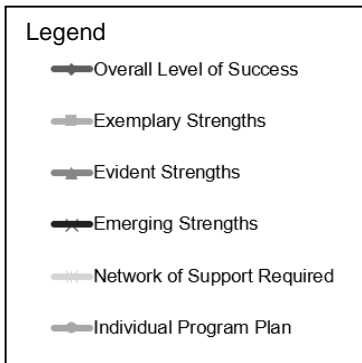 Legend
Overall Level of Success
Exemplary Strengths
Evident Strengths
Emerging Strengths
Network of Support Required
Individual Program Plan